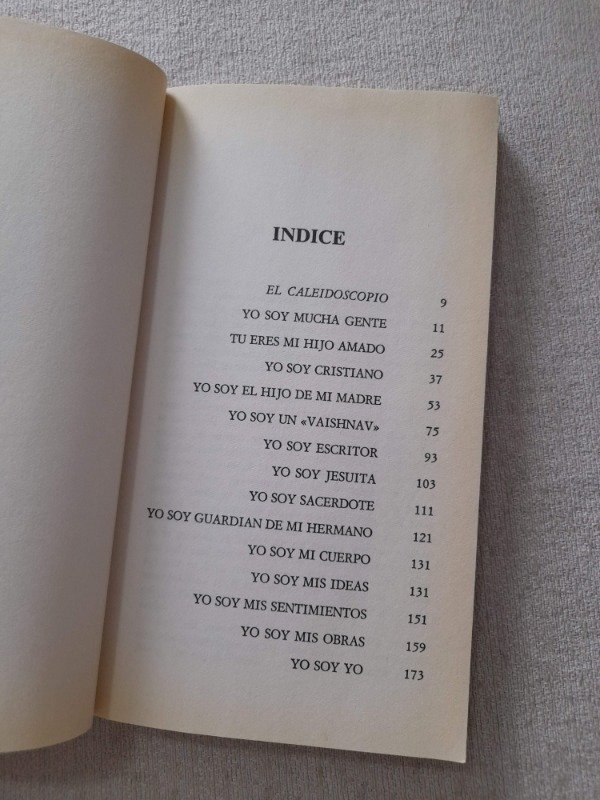 INDICE
EL CALEIDOSCOPIO 9
YO SOY MUCHA GENTE 11
TU ERES MI HIJO AMADO 25
YO SOY CRISTIANO 37
YO SOY EL HIJO DE MI MADRE 53
YO SOY UN «VAISHNAV» 75
YO SOY ESCRITOR 93
YO SOY JESUITA 103
YO SOY SACERDOTE 111
YO SOY GUARDIAN DE MI HERMANO 121
YO SOY MI CUERPO 131
YO SOY MIS IDEAS 131
YO SOY MIS SENTIMIENTOS 151
YO SOY MIS OBRAS 159
YO SOY YO 173